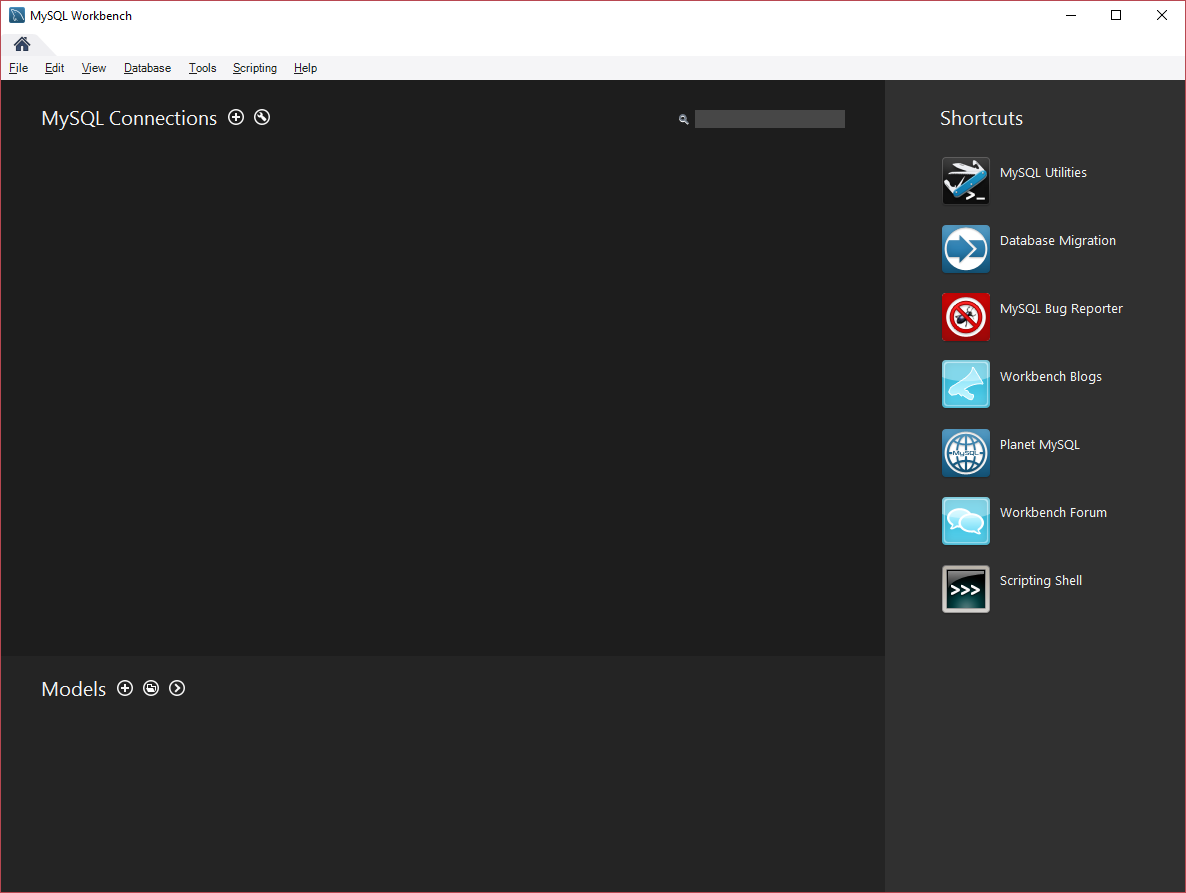 MySQL Workbench
File Edit View Database Tools Scripting Help
MySQL Connections
Shortcuts
MySQL Utilities
>_
Database Migration
MySQL Bug Reporter
Workbench Blogs
Planet MySQL
MySQL
Workbench Forum
Scripting Shell
>>>
Models